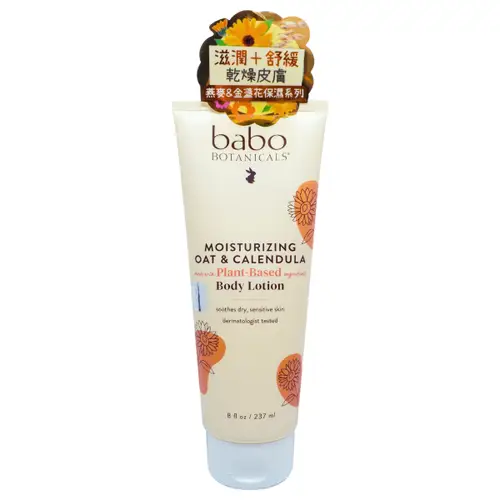 滋潤＋舒緩
乾燥皮膚
燕麥&金盞花保濕系列
babo
BOTANICALS®
MOISTURIZING
OAT & CALENDULA
Plant-Based
Body Lotion
soothes dry, sensitive skin
dermatologist tested
8 fl oz / 237 ml